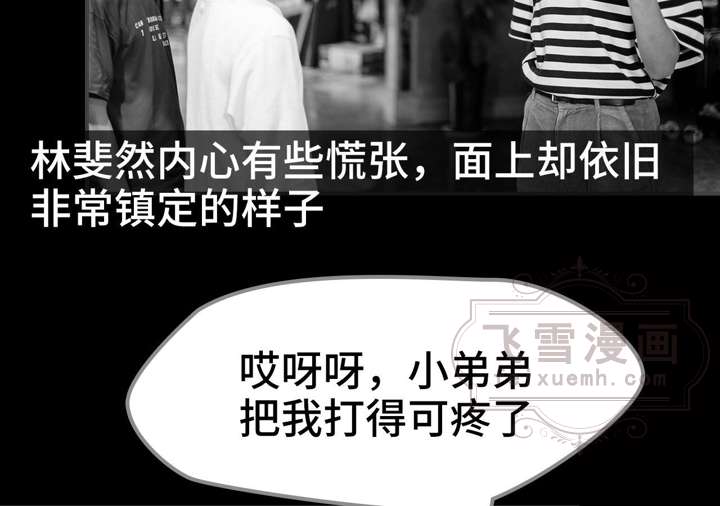 林斐然内心有些慌张，面上却依旧
非常镇定的样子
飞雪漫画
xuemh.com
哎呀呀，小弟弟
把我打得可疼了